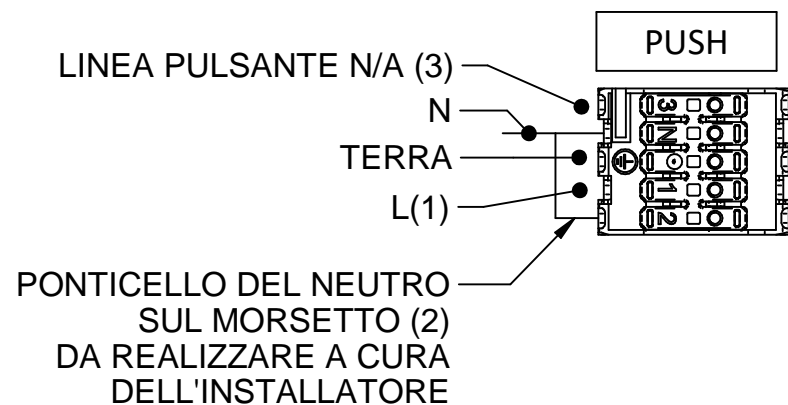 PUSH
LINEA PULSANTE N/A (3)
N
TERRA
L(1)
3
N
1
2
PONTICELLO DEL NEUTRO
SUL MORSETTO (2)
DA REALIZZARE A CURA
DELL'INSTALLATORE